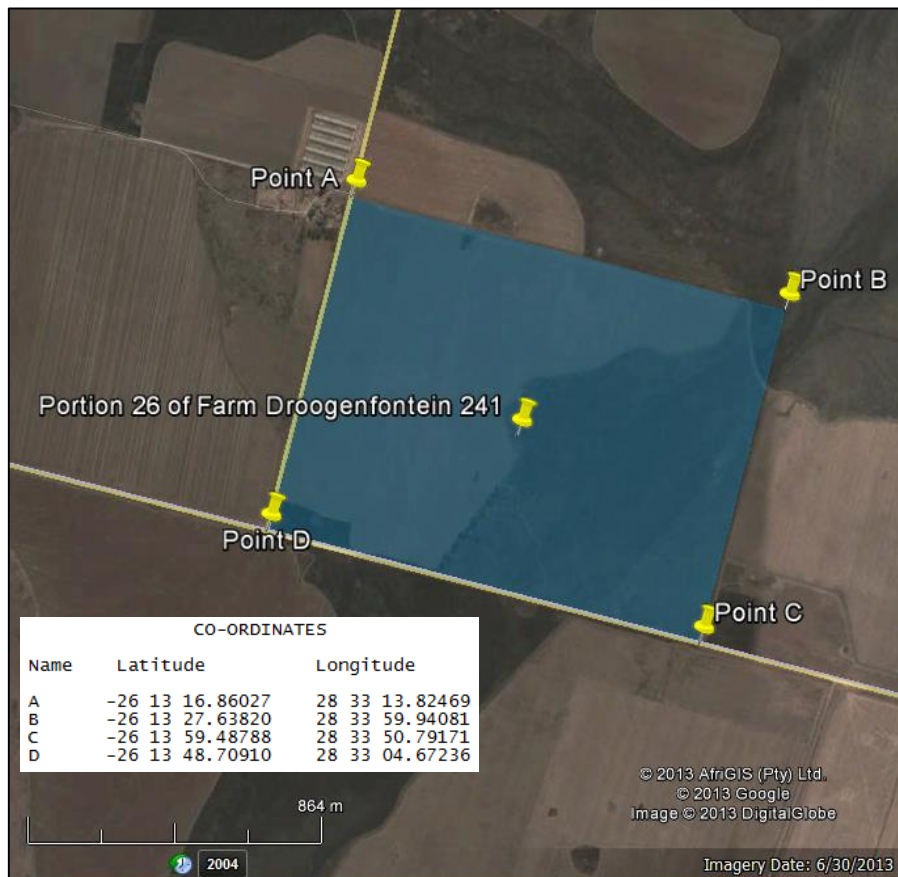 Point A
Point B
Portion 26 of Farm Droogenfontein 241
Point D
Point C
CO-ORDINATES
Name Latitude Longitude
A -26 13 16.86027 28 33 13.82469
B -26 13 27.63820 28 33 59.94081
C -26 13 59.48788 28 33 50.79171
D -26 13 48.70910 28 33 04.67236
864 m
© 2013 AfriGIS (Pty) Ltd.
© 2013 Google
Image © 2013 DigitalGlobe
2004
Imagery Date: 6/30/2013